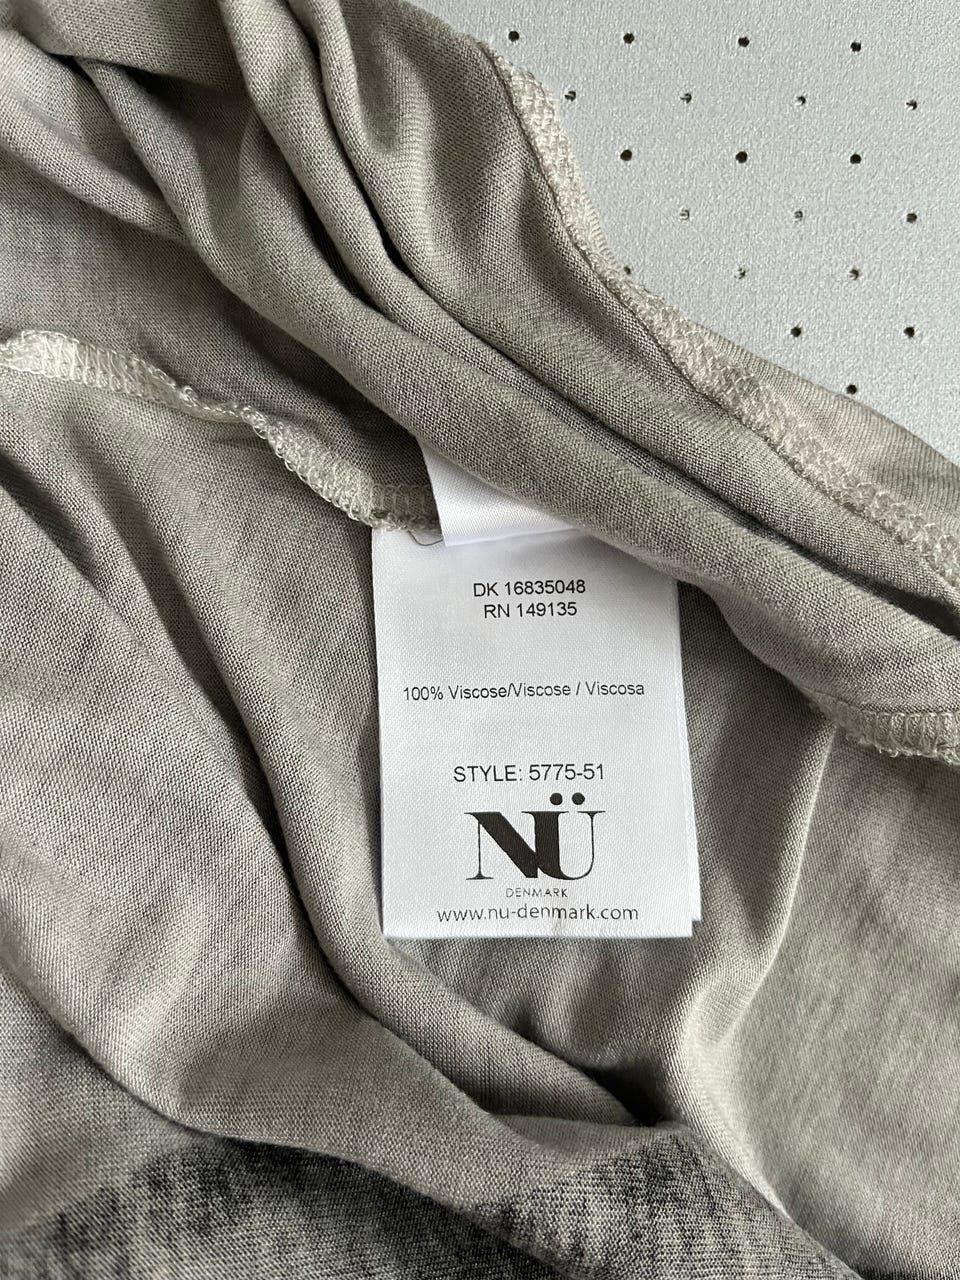 DK 16835048
RN 149135
100% Viscose/Viscose / Viscosa
STYLE: 5775-51
NÜ
DENMARK
www.nu-denmark.com